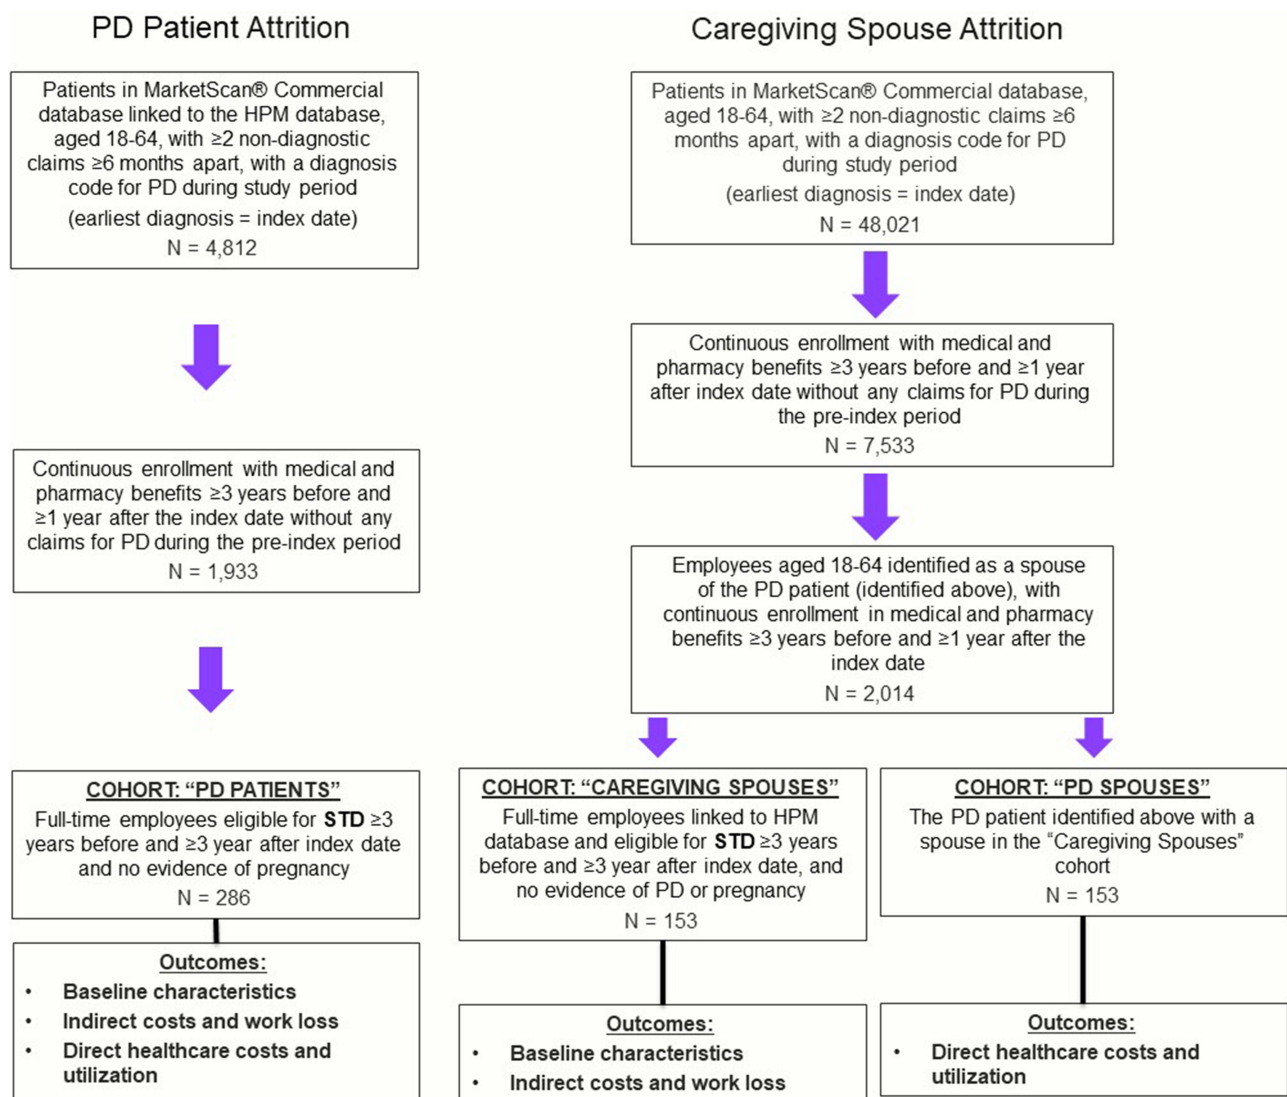 PD Patient Attrition
Patients in MarketScan® Commercial
database linked to the HPM database,
aged 18-64, with ≥2 non-diagnostic
claims ≥6 months apart, with a diagnosis
code for PD during study period
(earliest diagnosis = index date)
N = 4,812
Continuous enrollment with medical and
pharmacy benefits ≥3 years before and
≥1 year after the index date without any
claims for PD during the pre-index period
N = 1,933
COHORT: “PD PATIENTS”
Full-time employees eligible for STD ≥3
years before and ≥3 year after index date
and no evidence of pregnancy
N = 286
Outcomes:
• Baseline characteristics
• Indirect costs and work loss
• Direct healthcare costs and
utilization
Caregiving Spouse Attrition
Patients in MarketScan® Commercial database,
aged 18-64, with ≥2 non-diagnostic claims ≥6
months apart, with a diagnosis code for PD
during study period
(earliest diagnosis = index date)
N = 48,021
Continuous enrollment with medical and
pharmacy benefits ≥3 years before and ≥1 year
after index date without any claims for PD during
the pre-index period
N = 7,533
Employees aged 18-64 identified as a spouse
of the PD patient (identified above), with
continuous enrollment in medical and pharmacy
benefits ≥3 years before and ≥1 year after the
index date
N = 2,014
COHORT: “CAREGIVING SPOUSES”
Full-time employees linked to HPM
database and eligible for STD ≥3 years
before and ≥3 year after index date, and
no evidence of PD or pregnancy
N = 153
Outcomes:
• Baseline characteristics
• Indirect costs and work loss
COHORT: “PD SPOUSES”
The PD patient identified above with a
spouse in the “Caregiving Spouses”
cohort
N = 153
Outcomes:
• Direct healthcare costs and
utilization